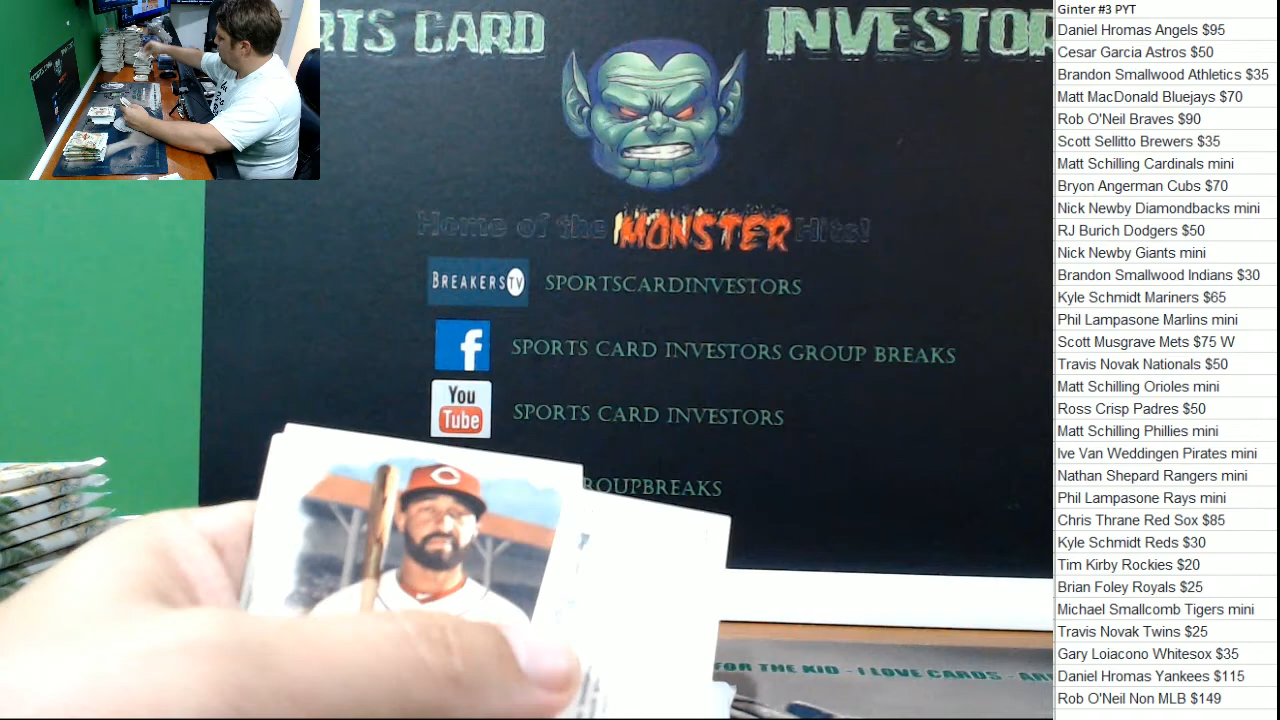 RTS CARD INVESTOR
Home of the MONSTER Hits!
BREAKERSTV SPORTSCARDINVESTORS
f SPORTS CARD INVESTORS GROUP BREAKS
You Tube SPORTS CARD INVESTORS
ROUPBREAKS
C
FOR THE KID - I LOVE CARDS - AR
Ginter #3 PYT
Daniel Hromas Angels $95
Cesar Garcia Astros $50
Brandon Smallwood Athletics $35
Matt MacDonald Bluejays $70
Rob O'Neil Braves $90
Scott Sellitto Brewers $35
Matt Schilling Cardinals mini
Bryon Angerman Cubs $70
Nick Newby Diamondbacks mini
RJ Burich Dodgers $50
Nick Newby Giants mini
Brandon Smallwood Indians $30
Kyle Schmidt Mariners $65
Phil Lampasone Marlins mini
Scott Musgrave Mets $75 W
Travis Novak Nationals $50
Matt Schilling Orioles mini
Ross Crisp Padres $50
Matt Schilling Phillies mini
Ive Van Weddingen Pirates mini
Nathan Shepard Rangers mini
Phil Lampasone Rays mini
Chris Thrane Red Sox $85
Kyle Schmidt Reds $30
Tim Kirby Rockies $20
Brian Foley Royals $25
Michael Smallcomb Tigers mini
Travis Novak Twins $25
Gary Loiacono Whitesox $35
Daniel Hromas Yankees $115
Rob O'Neil Non MLB $149